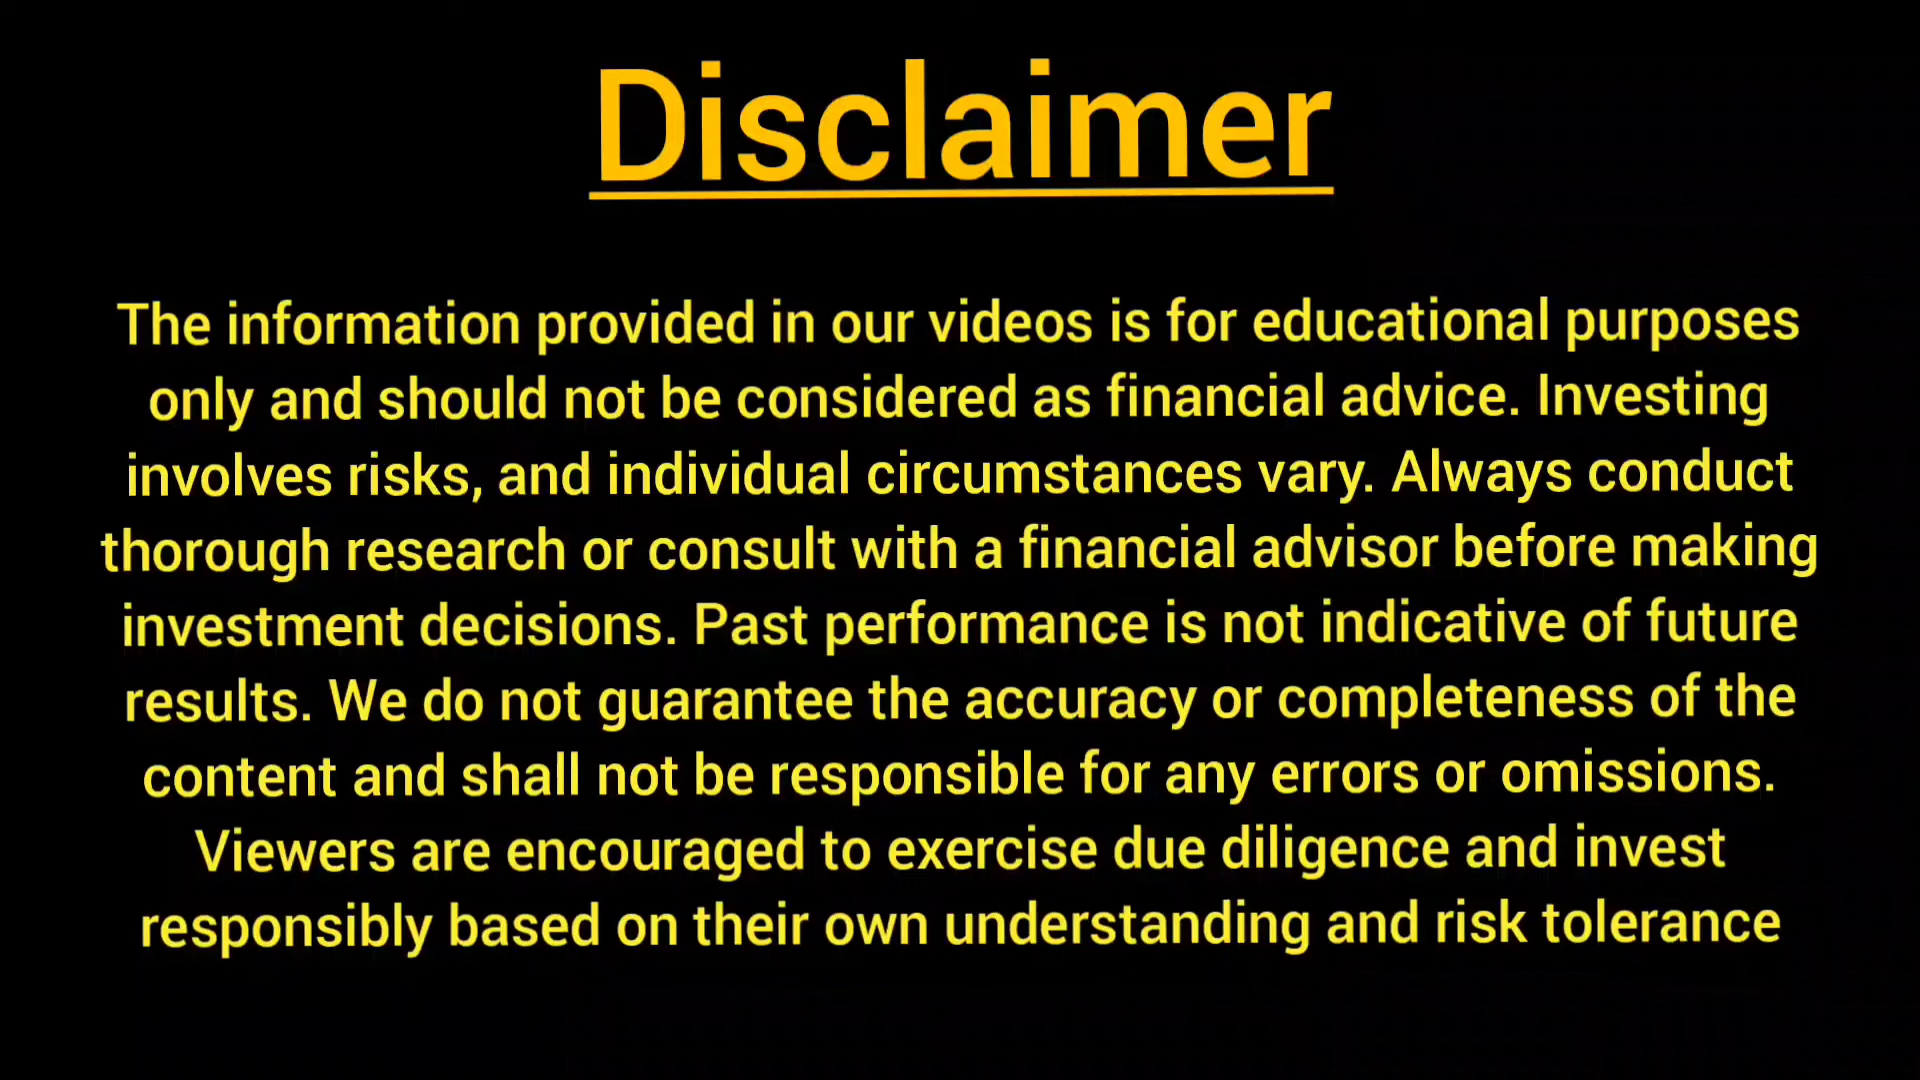 Disclaimer
The information provided in our videos is for educational purposes
only and should not be considered as financial advice. Investing
involves risks, and individual circumstances vary. Always conduct
thorough research or consult with a financial advisor before making
investment decisions. Past performance is not indicative of future
results. We do not guarantee the accuracy or completeness of the
content and shall not be responsible for any errors or omissions.
Viewers are encouraged to exercise due diligence and invest
responsibly based on their own understanding and risk tolerance